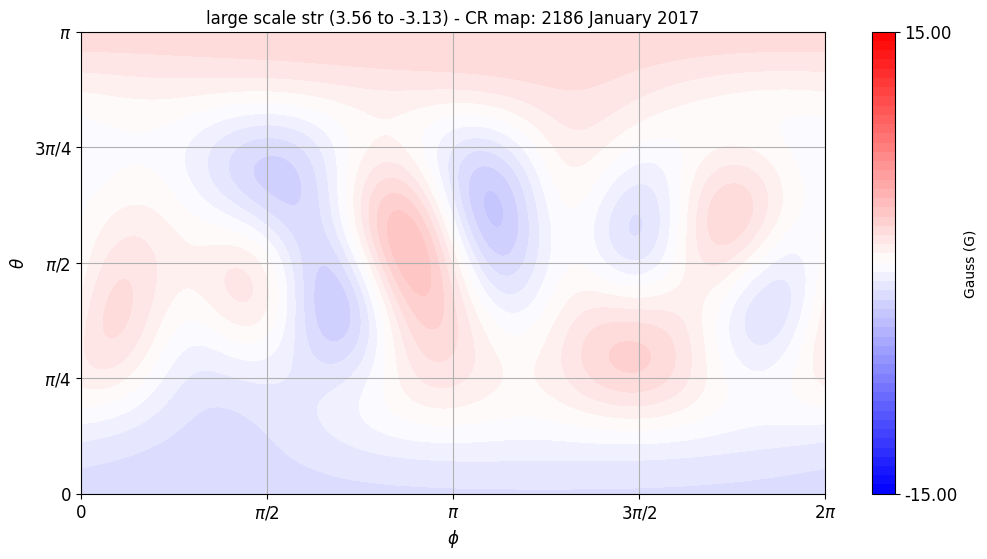 large scale str (3.56 to -3.13) - CR map: 2186 January 2017
π
3π/4
π/2
π/4
0
θ
0
π/2
π
3π/2
2π
ϕ
15.00
-15.00
Gauss (G)